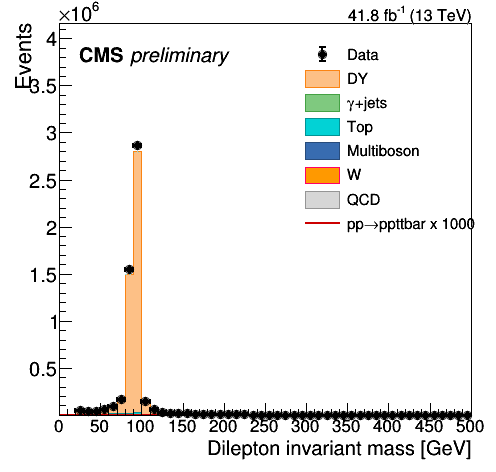 ×10⁶
41.8 fb⁻¹ (13 TeV)
Events
CMS preliminary
Data
DY
γ+jets
Top
Multiboson
W
QCD
pp→ppttbar x 1000
4
3.5
3
2.5
2
1.5
1
0.5
0 50 100 150 200 250 300 350 400 450 500
Dilepton invariant mass [GeV]